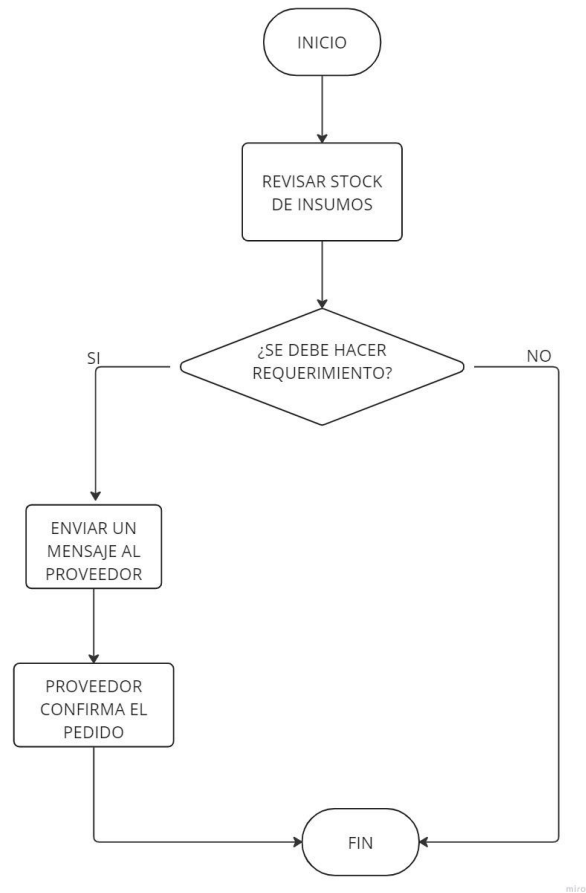 INICIO
REVISAR STOCK
DE INSUMOS
¿SE DEBE HACER
REQUERIMIENTO?
SI
NO
ENVIAR UN
MENSAJE AL
PROVEEDOR
PROVEEDOR
CONFIRMA EL
PEDIDO
FIN
miro